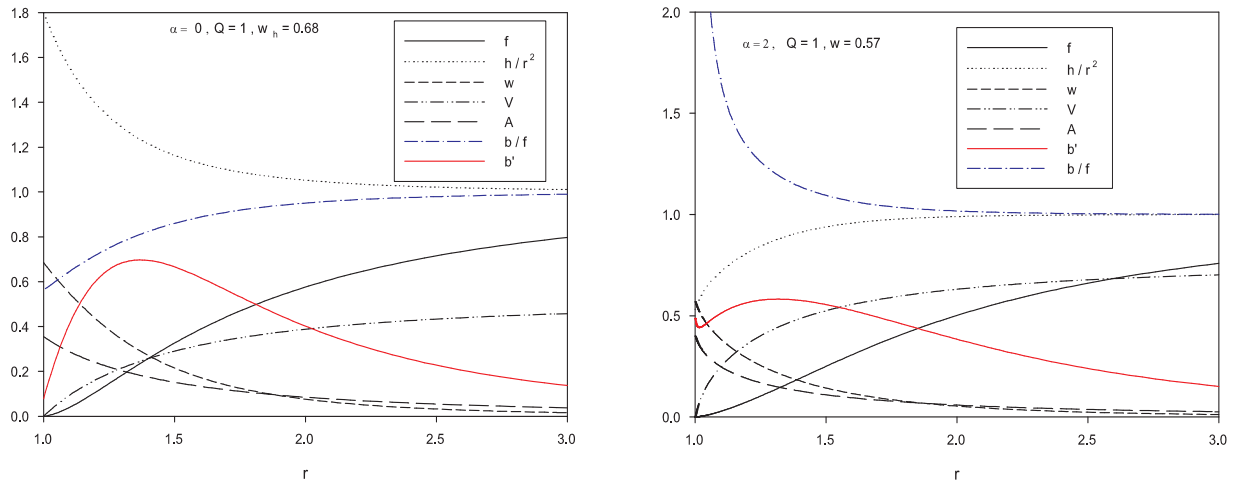 α = 0 , Q = 1 , w h = 0.68
f
h / r 2
w
V
A
b / f
b'
1.8
1.6
1.4
1.2
1.0
0.8
0.6
0.4
0.2
0.0
1.0 1.5 2.0 2.5 3.0
r
α = 2 , Q = 1 , w = 0.57
f
h / r 2
w
V
A
b'
b / f
2.0
1.5
1.0
0.5
0.0
1.0 1.5 2.0 2.5 3.0
r